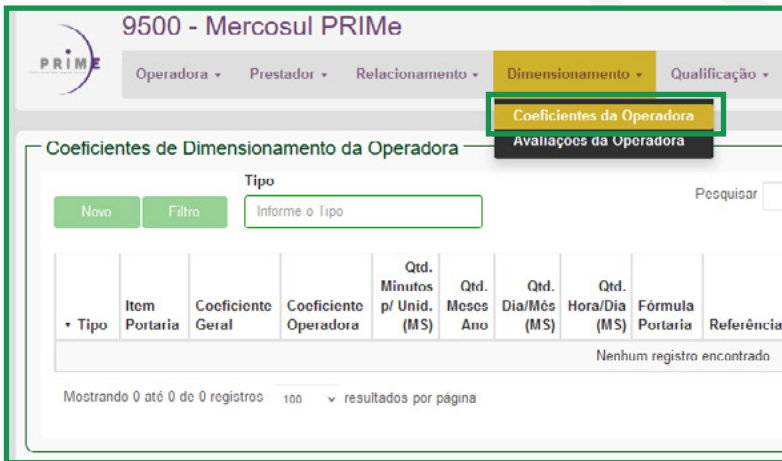 9500 - Mercosul PRIMe
PRIME
Operadora Prestador Relacionamento Dimensionamento Qualificação
Coeficientes da Operadora
Avaliações da Operadora
Coeficientes de Dimensionamento da Operadora
Tipo
Novo Filtro Informe o Tipo Pesquisar
Tipo Item Portaria Coeficiente Geral Coeficiente Operadora Qtd. Minutos p/ Unid. (MS) Qtd. Meses Ano Qtd. Dia/Mês (MS) Qtd. Hora/Dia (MS) Fórmula Portaria Referência
Nenhum registro encontrado
Mostrando 0 até 0 de 0 registros 100 resultados por página